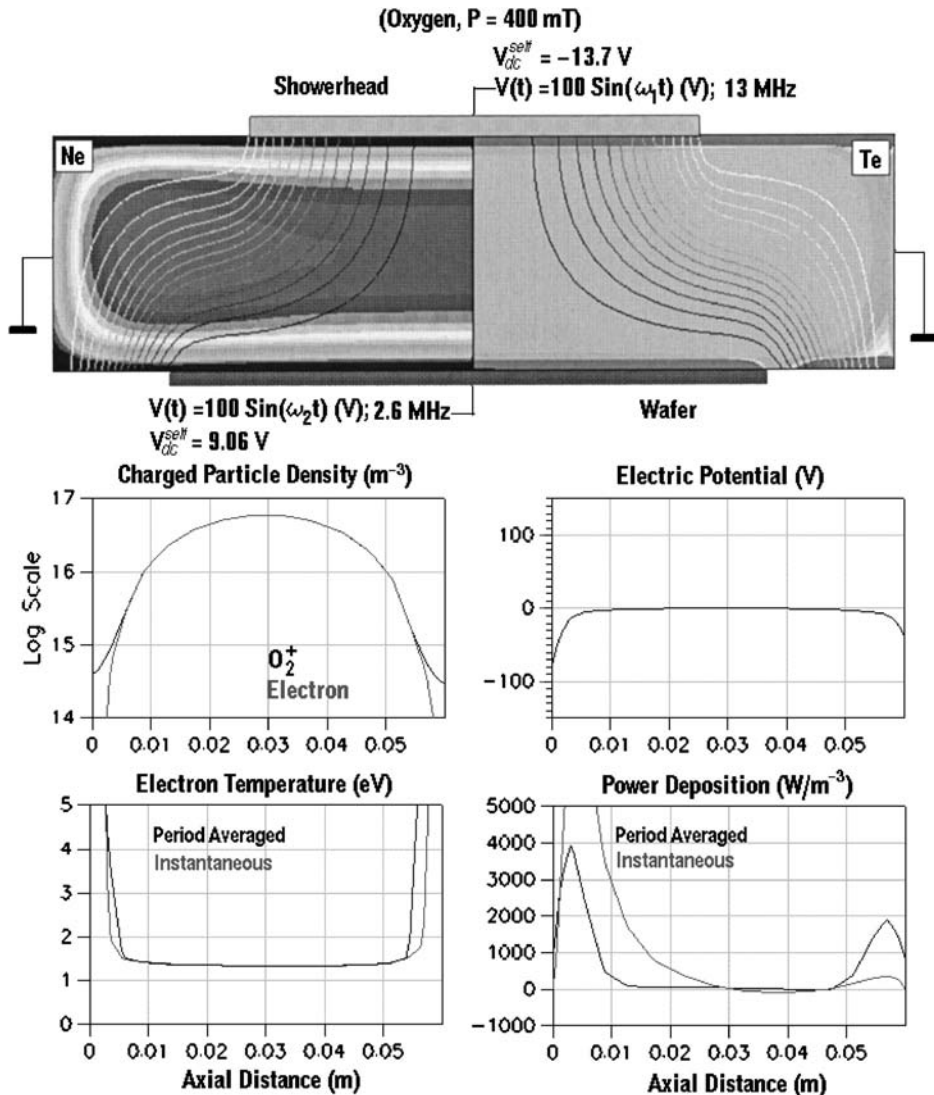 (Oxygen, P = 400 mT)
V_dc^self = −13.7 V
Showerhead
V(t) =100 Sin(ω₁t) (V); 13 MHz
Ne
Te
V(t) =100 Sin(ω₂t) (V); 2.6 MHz
Wafer
V_dc^self = 9.06 V
Charged Particle Density (m⁻³)
17
16
15
14
Log Scale
O₂⁺
Electron
0 0.01 0.02 0.03 0.04 0.05
Electric Potential (V)
100
0
−100
0 0.01 0.02 0.03 0.04 0.05
Electron Temperature (eV)
5
4
3
2
1
0
Period Averaged
Instantaneous
0 0.01 0.02 0.03 0.04 0.05
Axial Distance (m)
Power Deposition (W/m⁻³)
5000
4000
3000
2000
1000
0
−1000
Period Averaged
Instantaneous
0 0.01 0.02 0.03 0.04 0.05
Axial Distance (m)